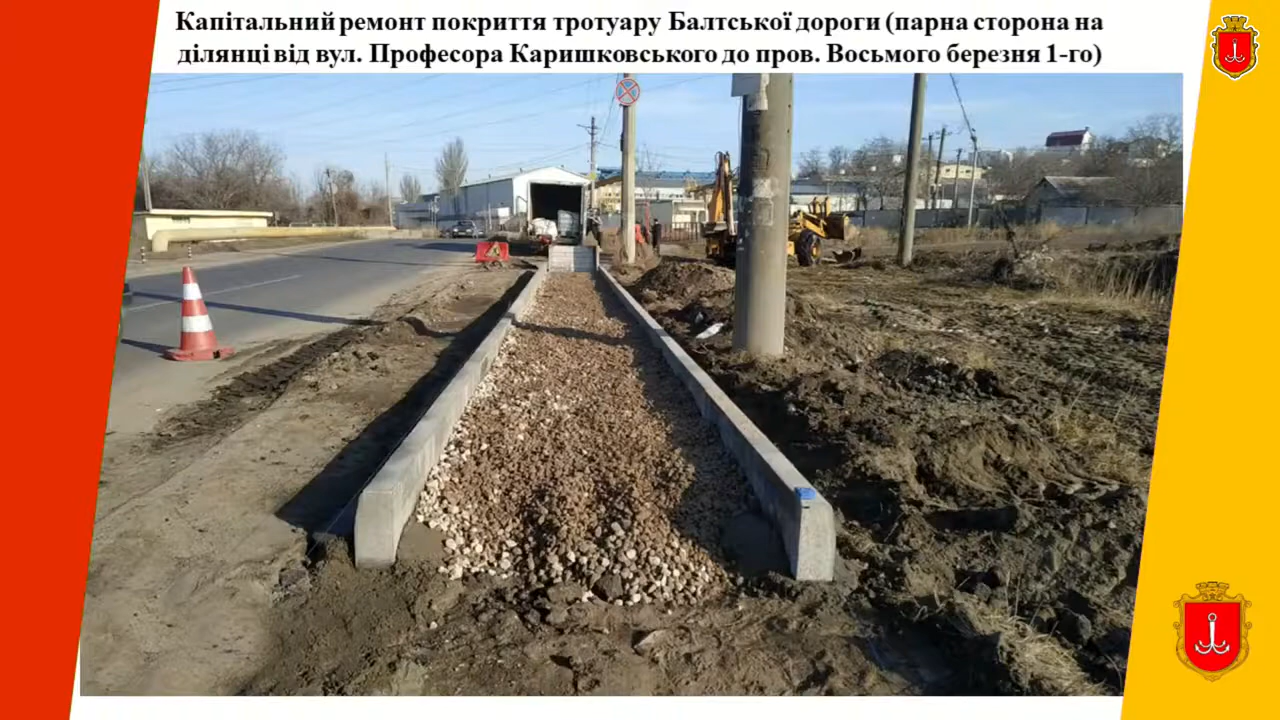 Капітальний ремонт покриття тротуару Балтської дороги (парна сторона на
ділянці від вул. Професора Каришковського до пров. Восьмого березня 1-го)